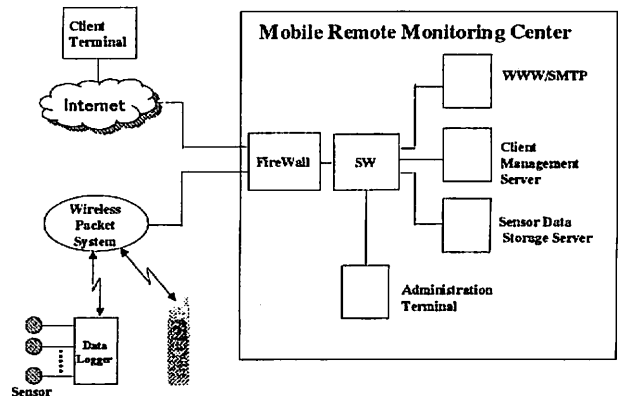 Client
Terminal
Internet
Wireless
Packet
System
Data
Logger
Sensor
Mobile Remote Monitoring Center
FireWall
SW
WWW/SMTP
Client
Management
Server
Sensor Data
Storage Server
Administration
Terminal